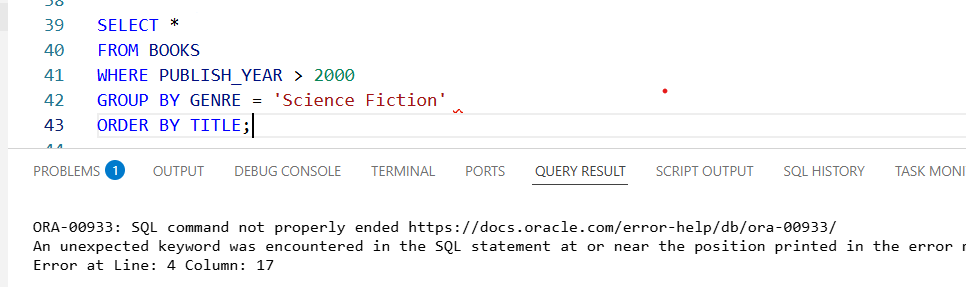 39 SELECT *
40 FROM BOOKS
41 WHERE PUBLISH_YEAR > 2000
42 GROUP BY GENRE = 'Science Fiction'
43 ORDER BY TITLE;
PROBLEMS 1 OUTPUT DEBUG CONSOLE TERMINAL PORTS QUERY RESULT SCRIPT OUTPUT SQL HISTORY TASK MONI
ORA-00933: SQL command not properly ended https://docs.oracle.com/error-help/db/ora-00933/
An unexpected keyword was encountered in the SQL statement at or near the position printed in the error
Error at Line: 4 Column: 17